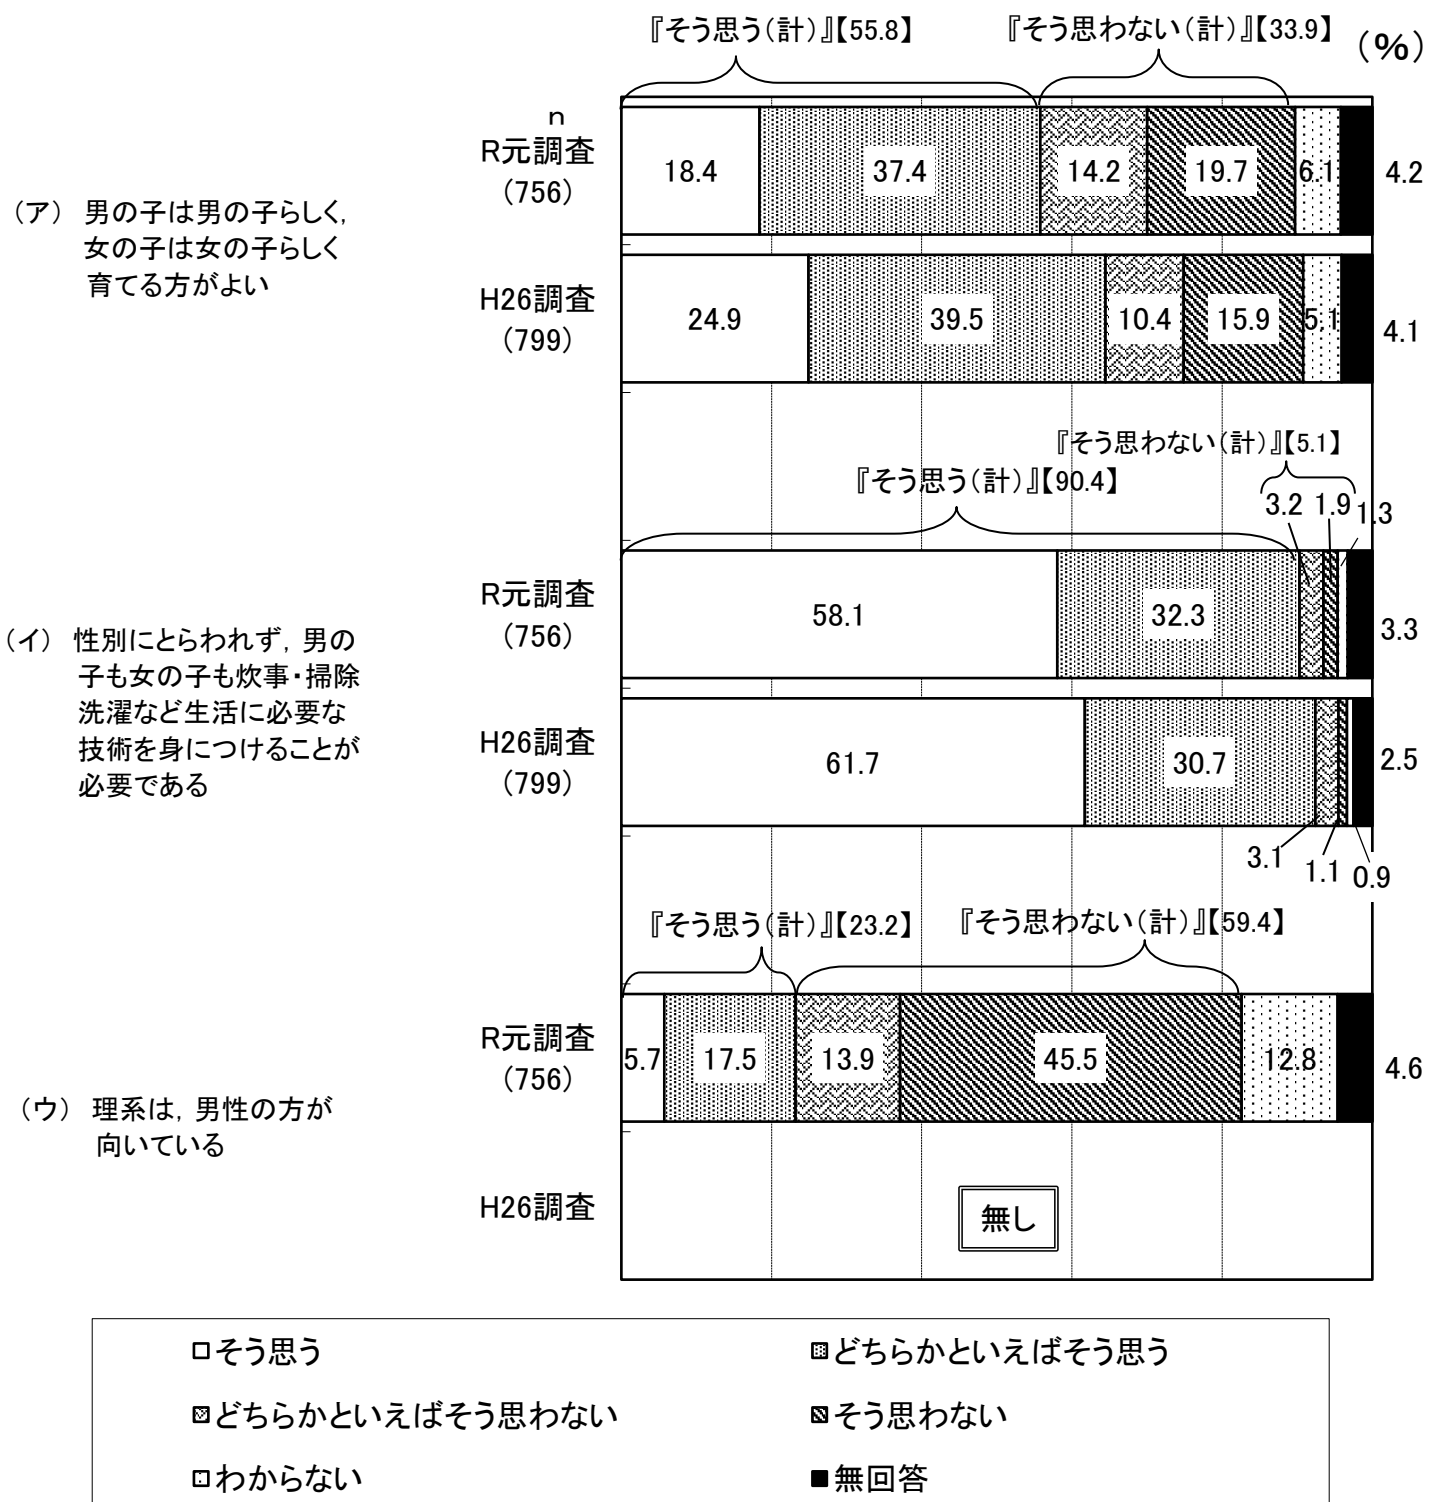 『そう思う(計)』【55.8】 『そう思わない(計)』【33.9】 (%)
n
R元調査
(756)
18.4 37.4 14.2 19.7 6.1 4.2
(ア) 男の子は男の子らしく,
女の子は女の子らしく
育てる方がよい
H26調査
(799)
24.9 39.5 10.4 15.9 5.1 4.1
『そう思わない(計)』【5.1】
『そう思う(計)』【90.4】
3.2 1.9 1.3
R元調査
(756)
58.1 32.3 3.3
(イ) 性別にとらわれず, 男の
子も女の子も炊事・掃除
洗濯など生活に必要な
技術を身につけることが
必要である
H26調査
(799)
61.7 30.7 2.5
3.1 1.1 0.9
『そう思う(計)』【23.2】 『そう思わない(計)』【59.4】
R元調査
(756)
5.7 17.5 13.9 45.5 12.8 4.6
(ウ) 理系は, 男性の方が
向いている
H26調査
無し
そう思う どちらかといえばそう思う
どちらかといえばそう思わない そう思わない
わからない 無回答